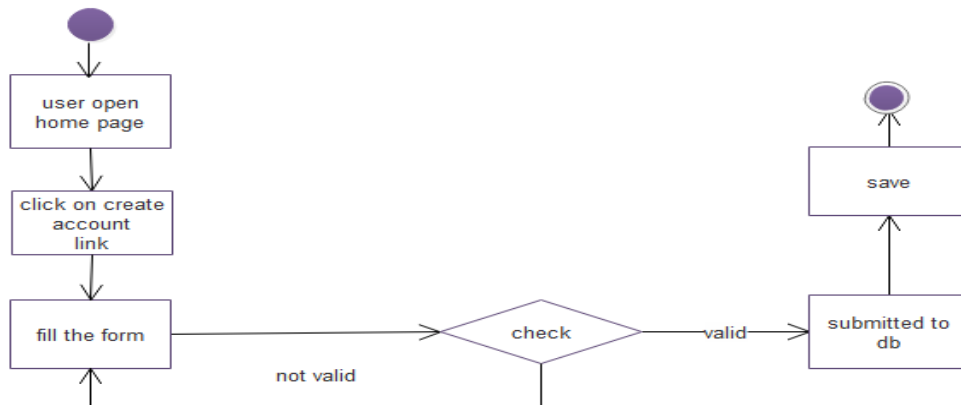 user open
home page
click on create
account
link
fill the form
not valid
check
valid
submitted to
db
save